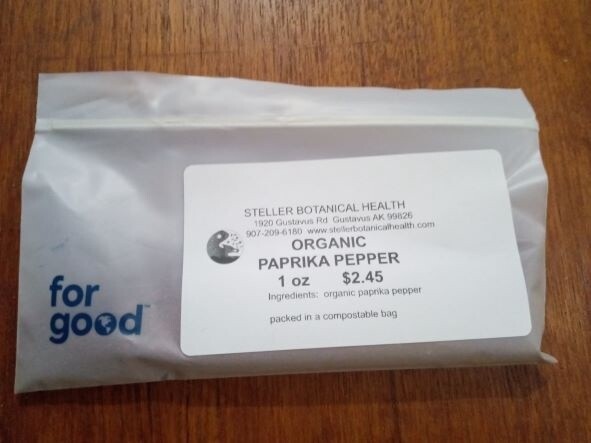 STELLER BOTANICAL HEALTH
1920 Gustavus Rd Gustavus AK 99826
907-209-6180 www.stellerbotanicalhealth.com
ORGANIC
PAPRIKA PEPPER
1 oz $2.45
Ingredients: organic paprika pepper
packed in a compostable bag
for
good™